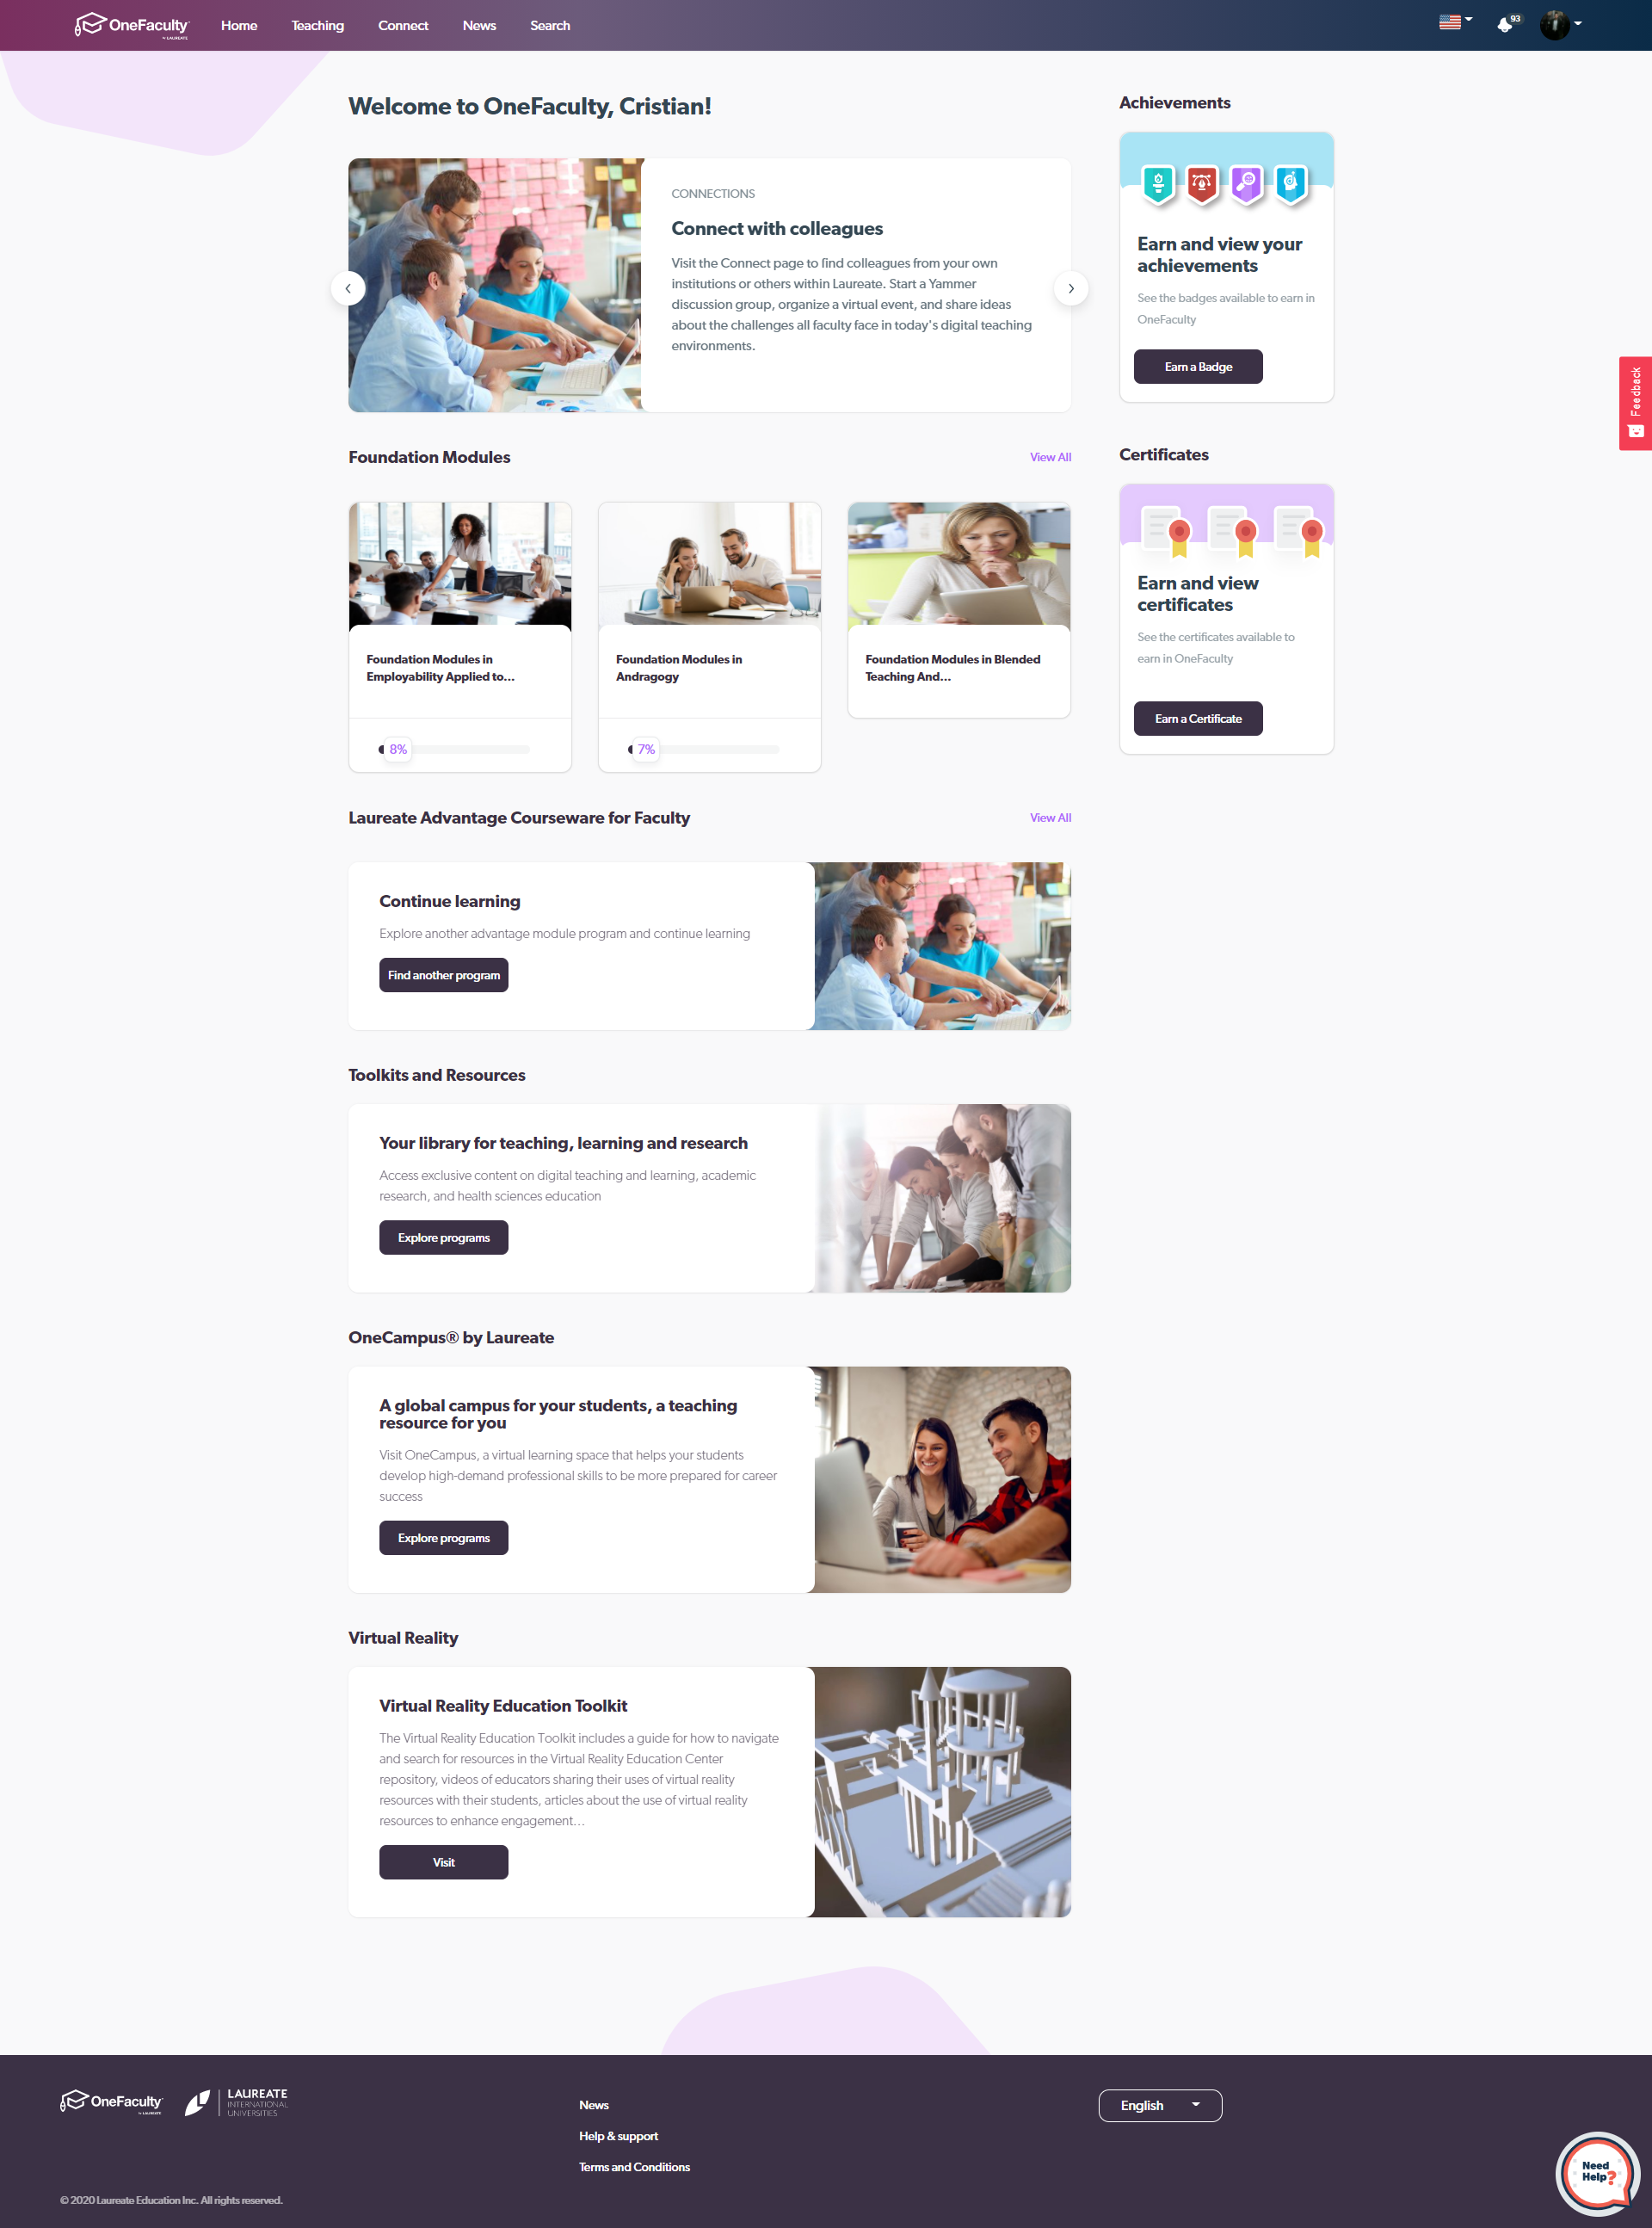 OneFaculty
by LAUREATE
Home
Teaching
Connect
News
Search
93
Welcome to OneFaculty, Cristian!
CONNECTIONS
Connect with colleagues
Visit the Connect page to find colleagues from your own
institutions or others within Laureate. Start a Yammer
discussion group, organize a virtual event, and share ideas
about the challenges all faculty face in today's digital teaching
environments.
Achievements
Earn and view your
achievements
See the badges available to earn in
OneFaculty
Earn a Badge
Feedback
Foundation Modules
View All
Foundation Modules in
Employability Applied to...
8%
Foundation Modules in
Andragogy
7%
Foundation Modules in Blended
Teaching And...
Certificates
Earn and view
certificates
See the certificates available to
earn in OneFaculty
Earn a Certificate
Laureate Advantage Courseware for Faculty
View All
Continue learning
Explore another advantage module program and continue learning
Find another program
Toolkits and Resources
Your library for teaching, learning and research
Access exclusive content on digital teaching and learning, academic
research, and health sciences education
Explore programs
OneCampus® by Laureate
A global campus for your students, a teaching
resource for you
Visit OneCampus, a virtual learning space that helps your students
develop high-demand professional skills to be more prepared for career
success
Explore programs
Virtual Reality
Virtual Reality Education Toolkit
The Virtual Reality Education Toolkit includes a guide for how to navigate
and search for resources in the Virtual Reality Education Center
repository, videos of educators sharing their uses of virtual reality
resources with their students, articles about the use of virtual reality
resources to enhance engagement...
Visit
OneFaculty
by LAUREATE
LAUREATE
INTERNATIONAL
UNIVERSITIES
News
Help & support
Terms and Conditions
English
Need
Help?
© 2020 Laureate Education Inc. All rights reserved.